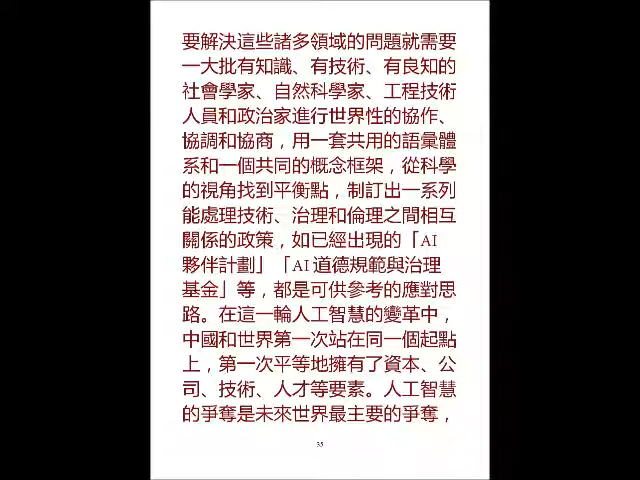 要解決這些諸多領域的問題就需要
一大批有知識、有技術、有良知的
社會學家、自然科學家、工程技術
人員和政治家進行世界性的協作、
協調和協商，用一套共用的語彙體
系和一個共同的概念框架，從科學
的視角找到平衡點，制訂出一系列
能處理技術、治理和倫理之間相互
關係的政策，如已經出現的「AI
夥伴計劃」「AI 道德規範與治理
基金」等，都是可供參考的應對思
路。在這一輪人工智慧的變革中，
中國和世界第一次站在同一個起點
上，第一次平等地擁有了資本、公
司、技術、人才等要素。人工智慧
的爭奪是未來世界最主要的爭奪，
35